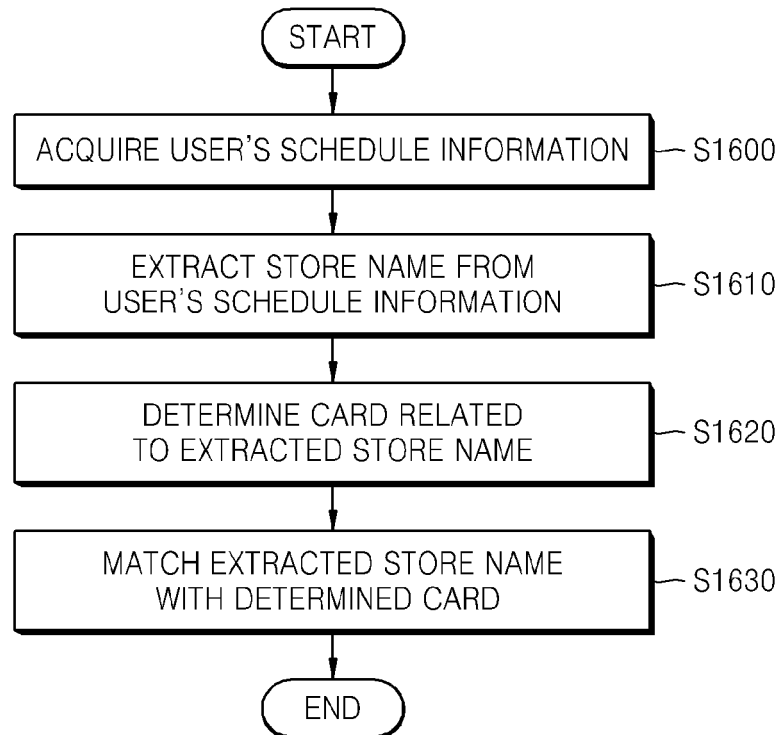 START
ACQUIRE USER'S SCHEDULE INFORMATION
S1600
EXTRACT STORE NAME FROM
USER'S SCHEDULE INFORMATION
S1610
DETERMINE CARD RELATED
TO EXTRACTED STORE NAME
S1620
MATCH EXTRACTED STORE NAME
WITH DETERMINED CARD
S1630
END